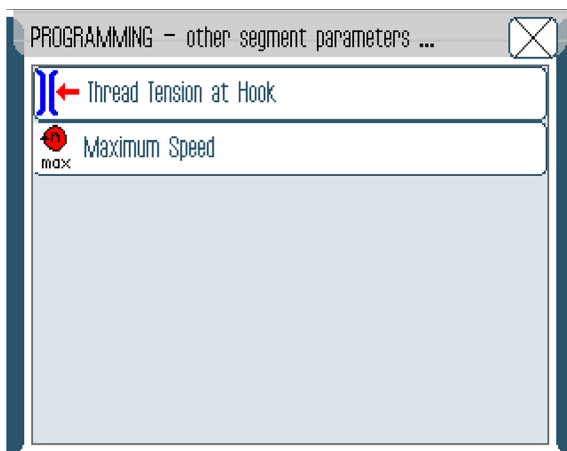 PROGRAMMING - other segment parameters ...
Thread Tension at Hook
n
max Maximum Speed